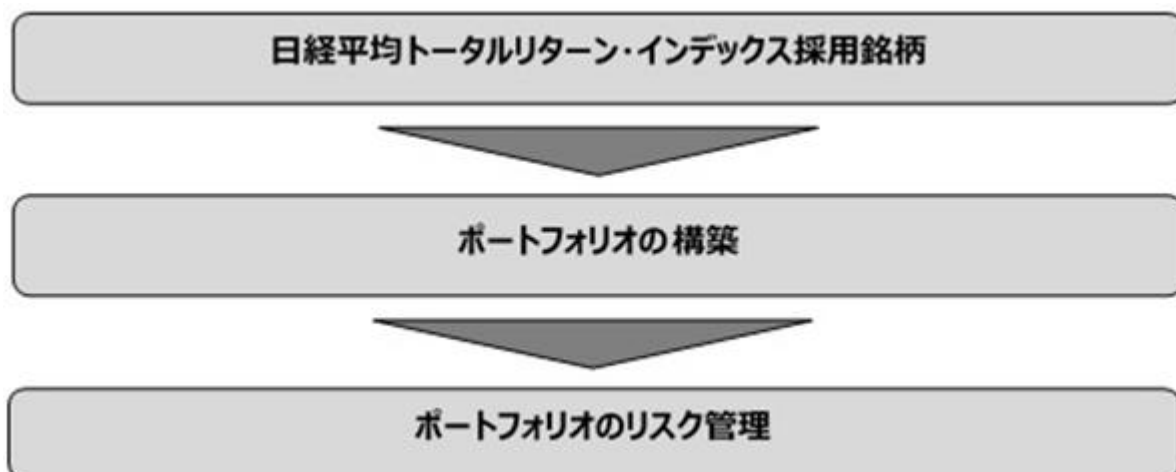 日経平均トータルリターン・インデックス採用銘柄
ポートフォリオの構築
ポートフォリオのリスク管理